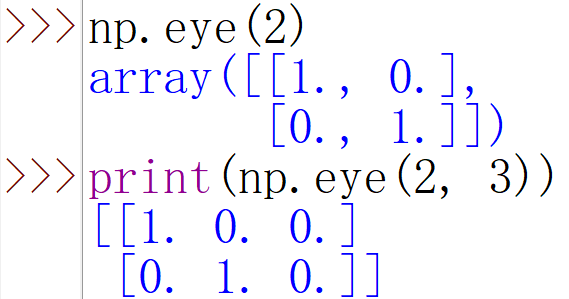 >>> np.eye(2)
array([[1., 0.],
       [0., 1.]])
>>> print(np.eye(2, 3))
[[1. 0. 0.]
 [0. 1. 0.]]